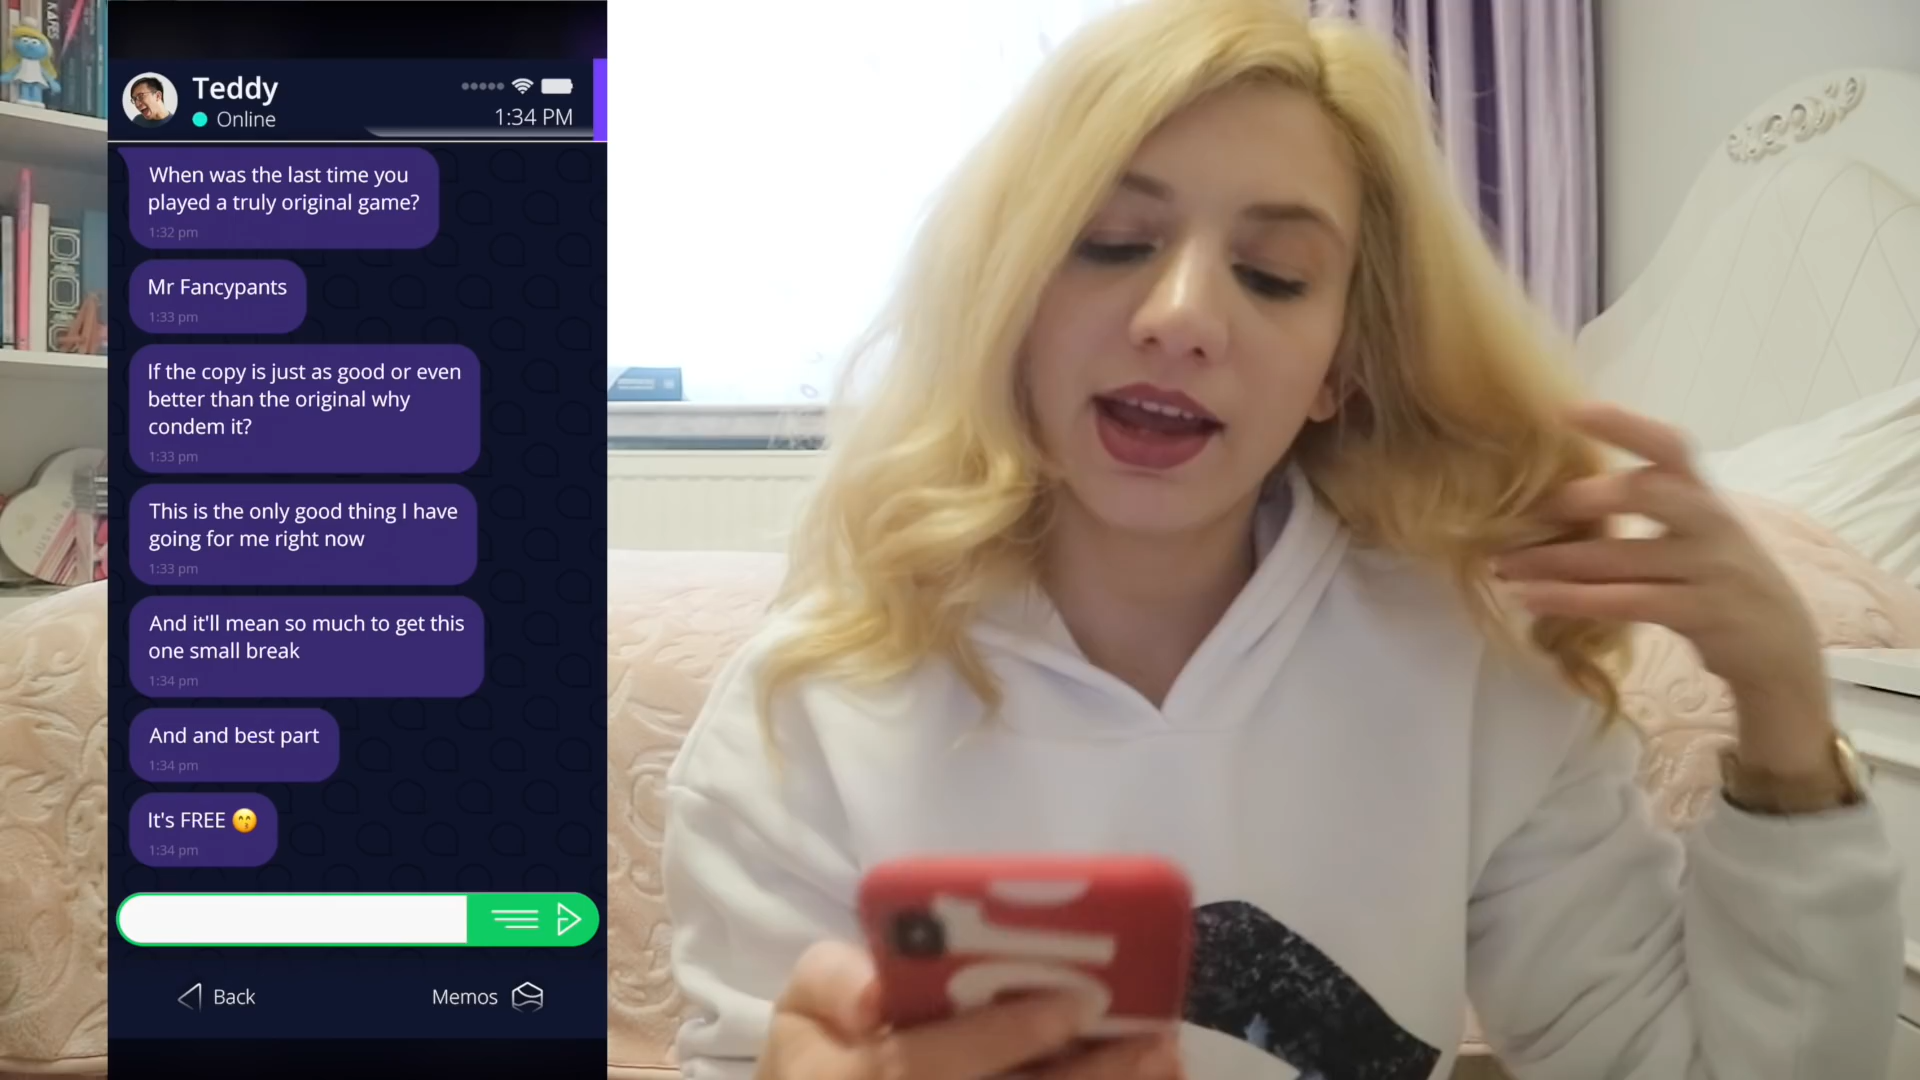 Teddy
Online
1:34 PM
When was the last time you
played a truly original game?
1:32 pm
Mr Fancypants
1:33 pm
If the copy is just as good or even
better than the original why
condem it?
1:33 pm
This is the only good thing I have
going for me right now
1:33 pm
And it'll mean so much to get this
one small break
1:34 pm
And and best part
1:34 pm
It's FREE 😙
1:34 pm
Back
Memos